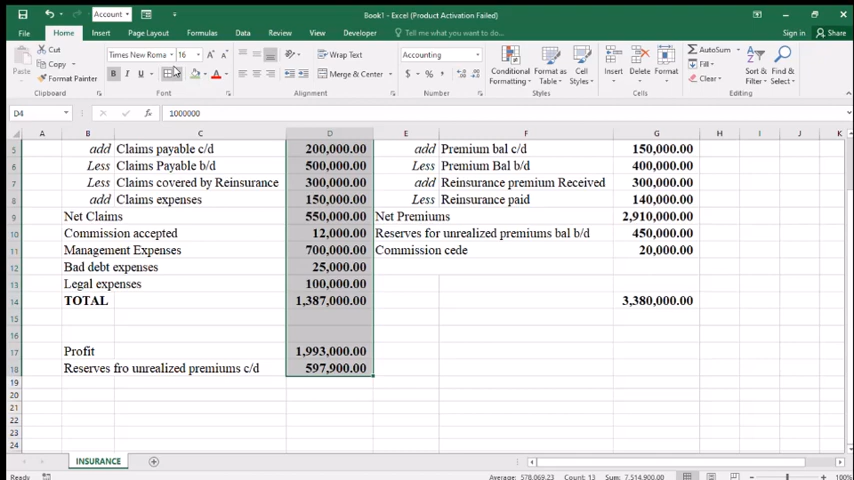 Account
Book1 - Excel (Product Activation Failed)
File Home Insert Page Layout Formulas Data Review View Developer Tell me what you want to do... Sign in Share
Paste
Cut
Copy
Format Painter
Times New Roma 16
B I U A
Wrap Text
Merge & Center
Accounting
$ % ,
Conditional Formatting
Format as Table
Cell Styles
Insert Delete Format
AutoSum
Fill
Clear
Sort & Filter
Find & Select
Clipboard Font Alignment Number Styles Cells Editing
D4 fx 1000000
A B C D E F G H I J K
5 add Claims payable c/d 200,000.00 add Premium bal c/d 150,000.00
6 Less Claims Payable b/d 500,000.00 Less Premium Bal b/d 400,000.00
7 Less Claims covered by Reinsurance 300,000.00 add Reinsurance premium Received 300,000.00
8 add Claims expenses 150,000.00 Less Reinsurance paid 140,000.00
9 Net Claims 550,000.00 Net Premiums 2,910,000.00
10 Commission accepted 12,000.00 Reserves for unrealized premiums bal b/d 450,000.00
11 Management Expenses 700,000.00 Commission cede 20,000.00
12 Bad debt expenses 25,000.00
13 Legal expenses 100,000.00
14 TOTAL 1,387,000.00 3,380,000.00
15
16
17 Profit 1,993,000.00
18 Reserves fro unrealized premiums c/d 597,900.00
19
20
21
22
23
24
INSURANCE
Ready Average: 578,069.23 Count: 13 Sum: 7,514,900.00 100%